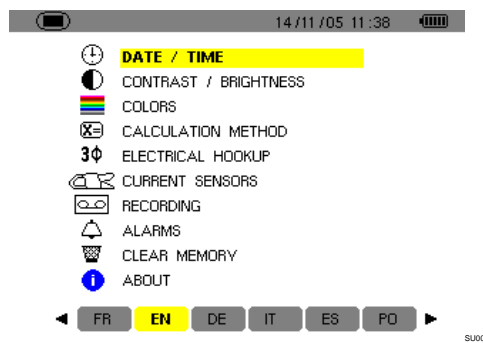 14/11/05 11:38
DATE / TIME
CONTRAST / BRIGHTNESS
COLORS
X= CALCULATION METHOD
3Φ ELECTRICAL HOOKUP
CURRENT SENSORS
RECORDING
ALARMS
CLEAR MEMORY
i ABOUT
FR EN DE IT ES PO